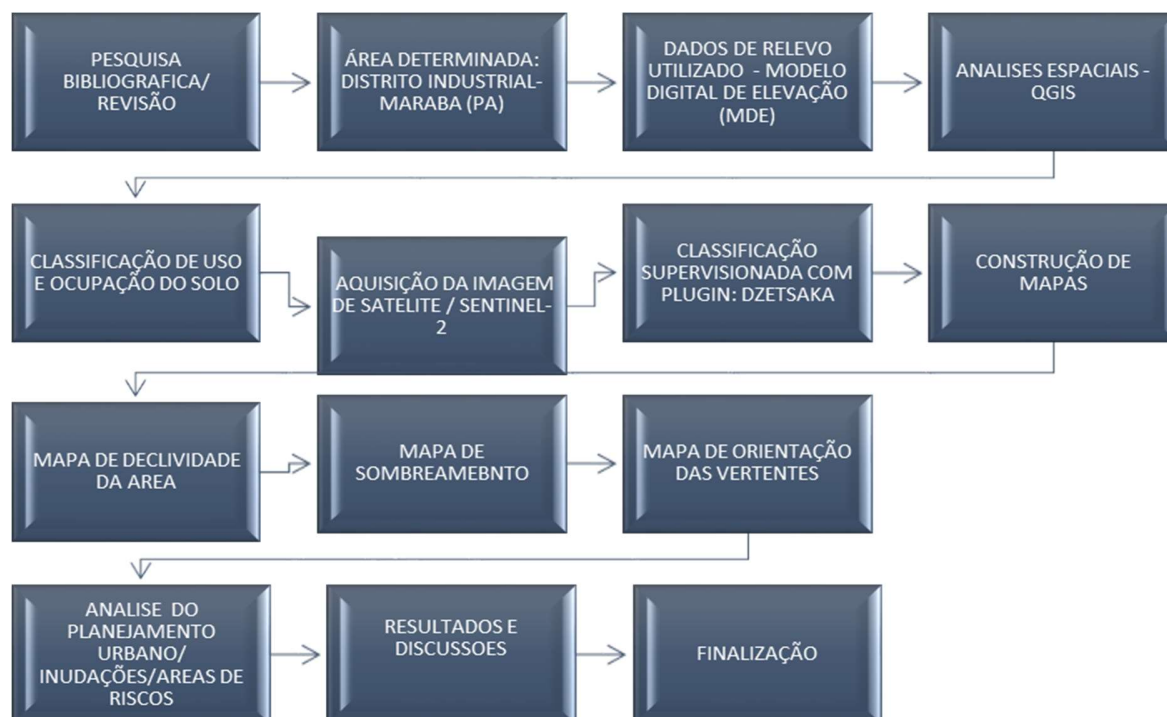 PESQUISA
BIBLIOGRAFICA/
REVISÃO
ÁREA DETERMINADA:
DISTRITO INDUSTRIAL-
MARABA (PA)
DADOS DE RELEVO
UTILIZADO - MODELO
DIGITAL DE ELEVAÇÃO
(MDE)
ANALISES ESPACIAIS -
QGIS
CLASSIFICAÇÃO DE USO
E OCUPAÇÃO DO SOLO
AQUISIÇÃO DA IMAGEM
DE SATELITE / SENTINEL-
2
CLASSIFICAÇÃO
SUPERVISIONADA COM
PLUGIN: DZETSAKA
CONSTRUÇÃO DE
MAPAS
MAPA DE DECLIVIDADE
DA AREA
MAPA DE
SOMBREAMEBNTO
MAPA DE ORIENTAÇÃO
DAS VERTENTES
ANALISE DO
PLANEJAMENTO
URBANO/
INUDAÇÕES/AREAS DE
RISCOS
RESULTADOS E
DISCUSSOES
FINALIZAÇÃO